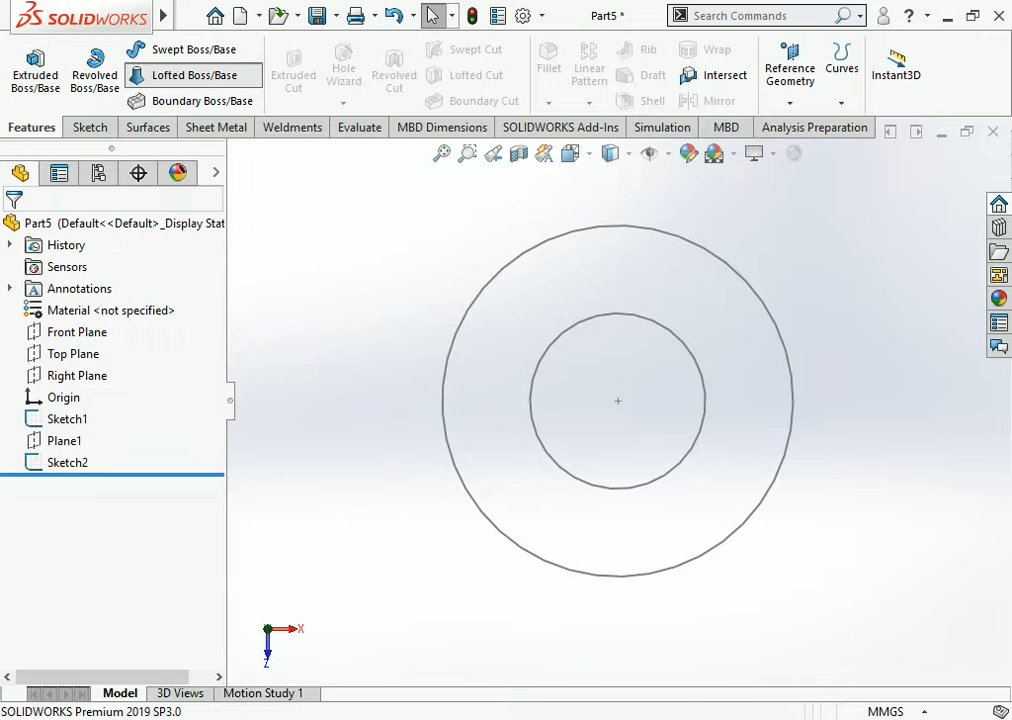 SOLIDWORKS
Part5 *
Search Commands
?
Extruded
Boss/Base
Revolved
Boss/Base
Swept Boss/Base
Lofted Boss/Base
Boundary Boss/Base
Extruded
Cut
Hole
Wizard
Revolved
Cut
Swept Cut
Lofted Cut
Boundary Cut
Fillet
Linear
Pattern
Rib
Draft
Shell
Wrap
Intersect
Mirror
Reference
Geometry
Curves
Instant3D
Features
Sketch
Surfaces
Sheet Metal
Weldments
Evaluate
MBD Dimensions
SOLIDWORKS Add-Ins
Simulation
MBD
Analysis Preparation
Part5 (Default<<Default>_Display Stat
History
Sensors
Annotations
Material <not specified>
Front Plane
Top Plane
Right Plane
Origin
Sketch1
Plane1
Sketch2
X
Z
Model
3D Views
Motion Study 1
SOLIDWORKS Premium 2019 SP3.0
MMGS